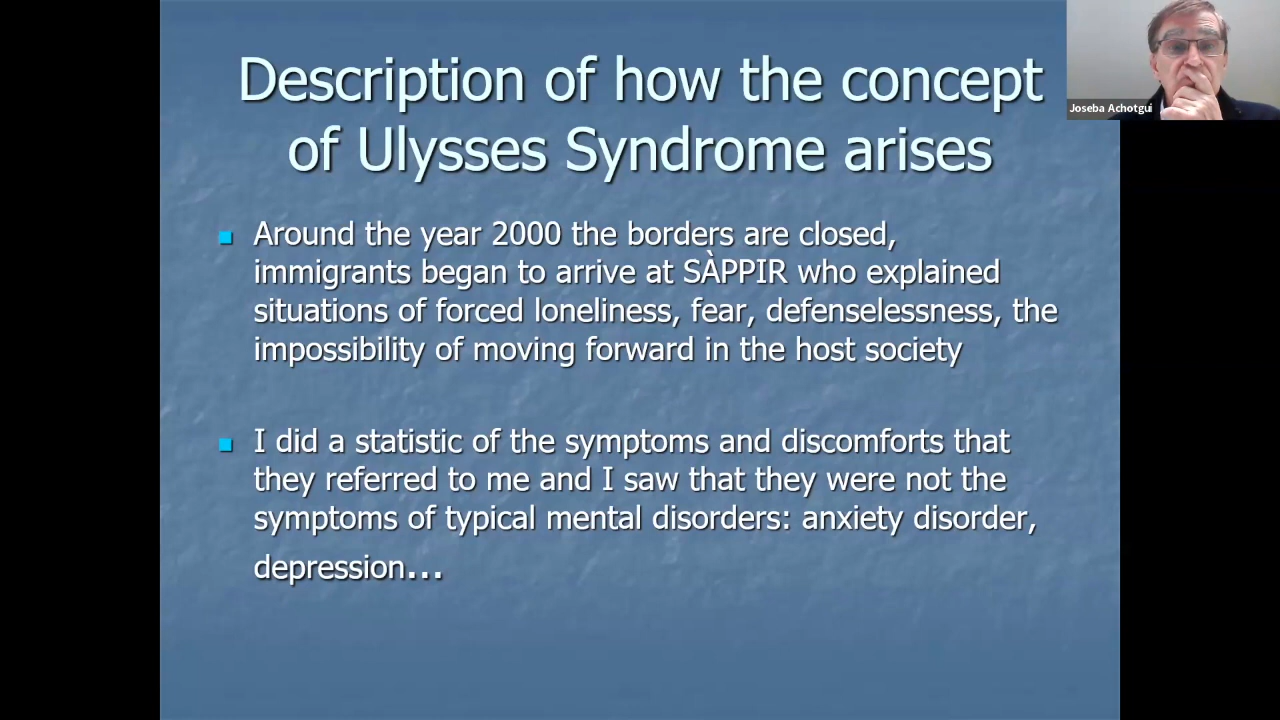 Description of how the concept
of Ulysses Syndrome arises
Joseba Achotgui
Around the year 2000 the borders are closed,
immigrants began to arrive at SÀPPIR who explained
situations of forced loneliness, fear, defenselessness, the
impossibility of moving forward in the host society
I did a statistic of the symptoms and discomforts that
they referred to me and I saw that they were not the
symptoms of typical mental disorders: anxiety disorder,
depression...